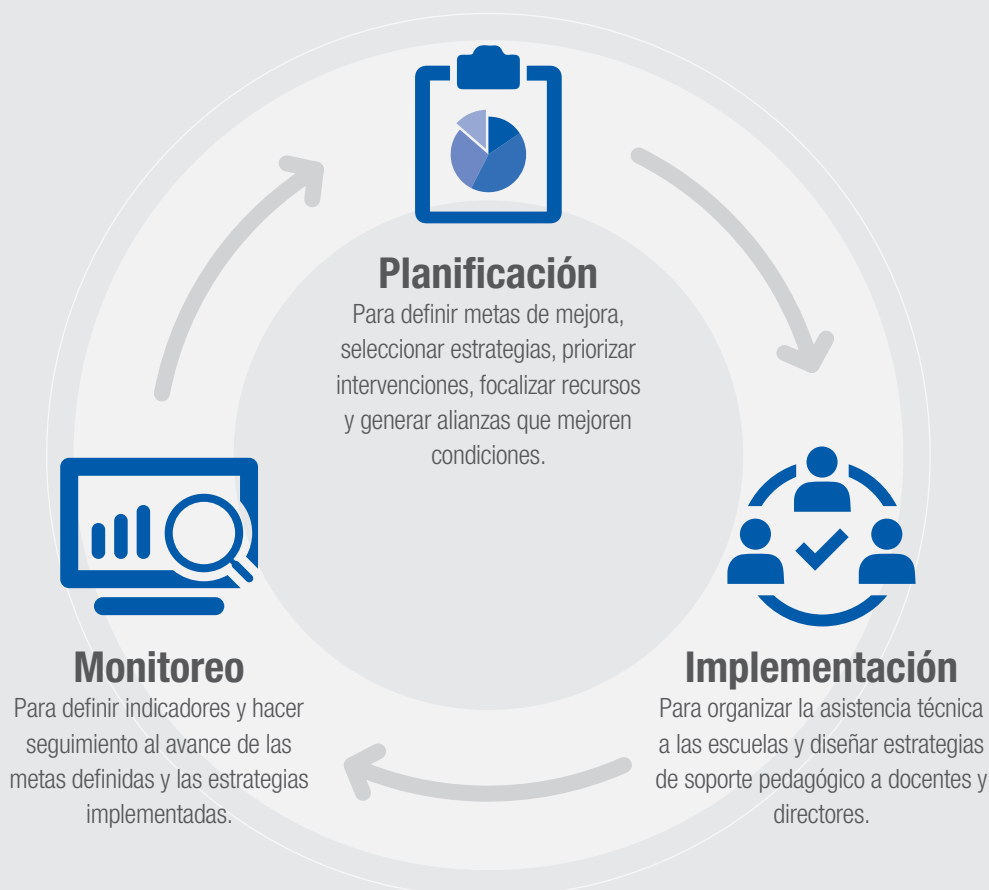 Planificación
Para definir metas de mejora,
seleccionar estrategias, priorizar
intervenciones, focalizar recursos
y generar alianzas que mejoren
condiciones.
Implementación
Para organizar la asistencia técnica
a las escuelas y diseñar estrategias
de soporte pedagógico a docentes y
directores.
Monitoreo
Para definir indicadores y hacer
seguimiento al avance de las
metas definidas y las estrategias
implementadas.